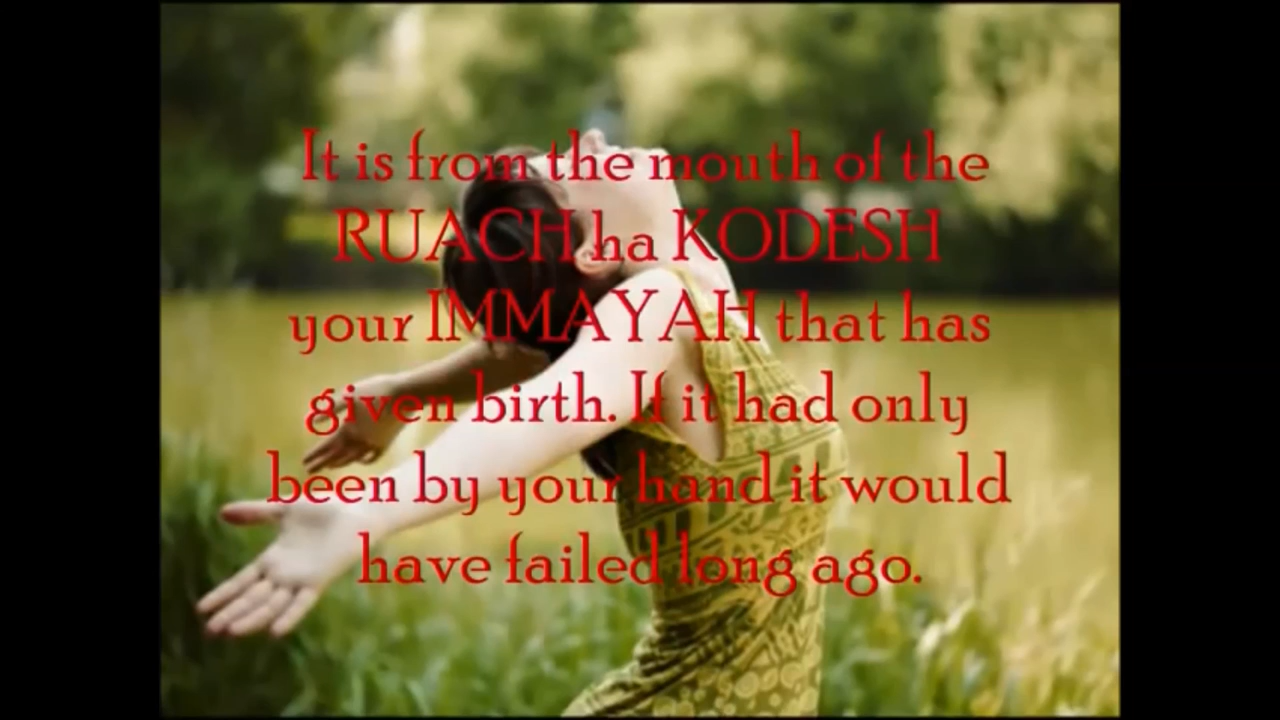 It is from the mouth of the
RUACH ha KODESH
your IMMAYAH that has
given birth. If it had only
been by your hand it would
have failed long ago.